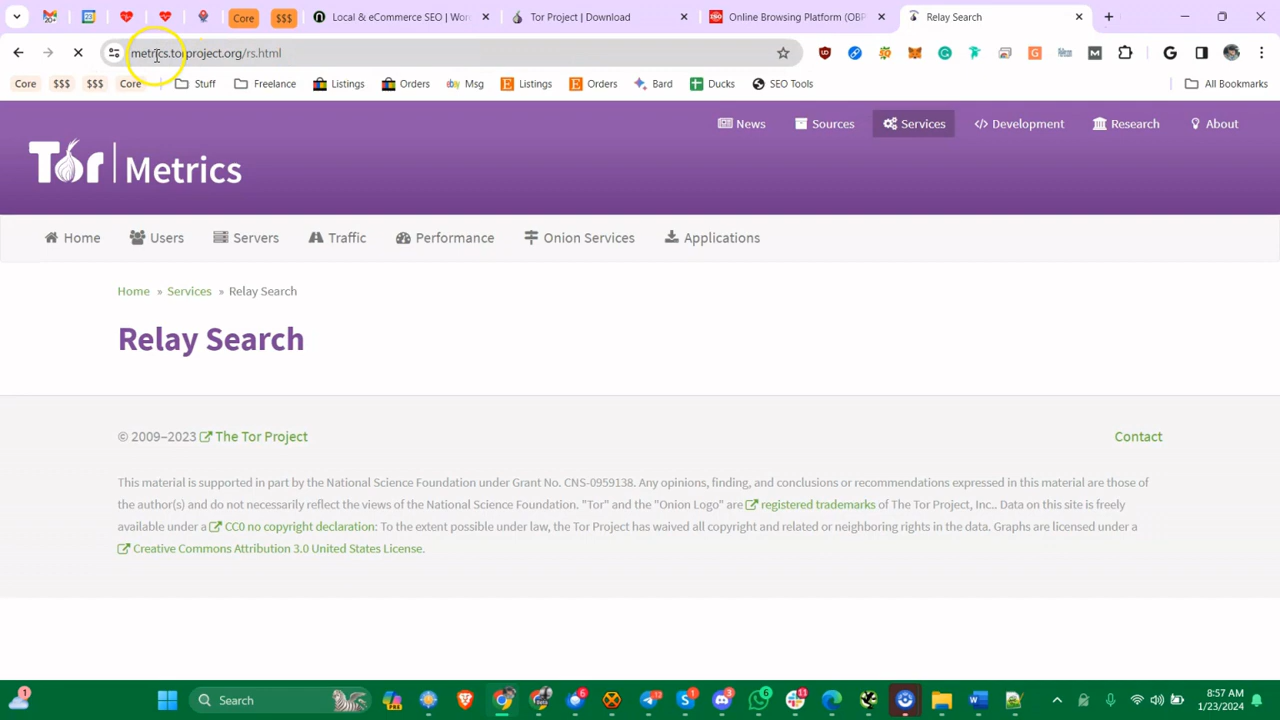 Core
$$$
Local & eCommerce SEO | Wor
Tor Project | Download
Online Browsing Platform (OBP
Relay Search
metrics.torproject.org/rs.html
Core
$$$
$$$
Core
Stuff
Freelance
Listings
Orders
Msg
Listings
Orders
Bard
Ducks
SEO Tools
All Bookmarks
News
Sources
Services
Development
Research
About
Tor | Metrics
Home
Users
Servers
Traffic
Performance
Onion Services
Applications
Home » Services » Relay Search
Relay Search
© 2009–2023 The Tor Project
Contact
This material is supported in part by the National Science Foundation under Grant No. CNS-0959138. Any opinions, finding, and conclusions or recommendations expressed in this material are those of
the author(s) and do not necessarily reflect the views of the National Science Foundation. "Tor" and the "Onion Logo" are registered trademarks of The Tor Project, Inc.. Data on this site is freely
available under a CC0 no copyright declaration: To the extent possible under law, the Tor Project has waived all copyright and related or neighboring rights in the data. Graphs are licensed under a
Creative Commons Attribution 3.0 United States License.
1
Search
8:57 AM
1/23/2024